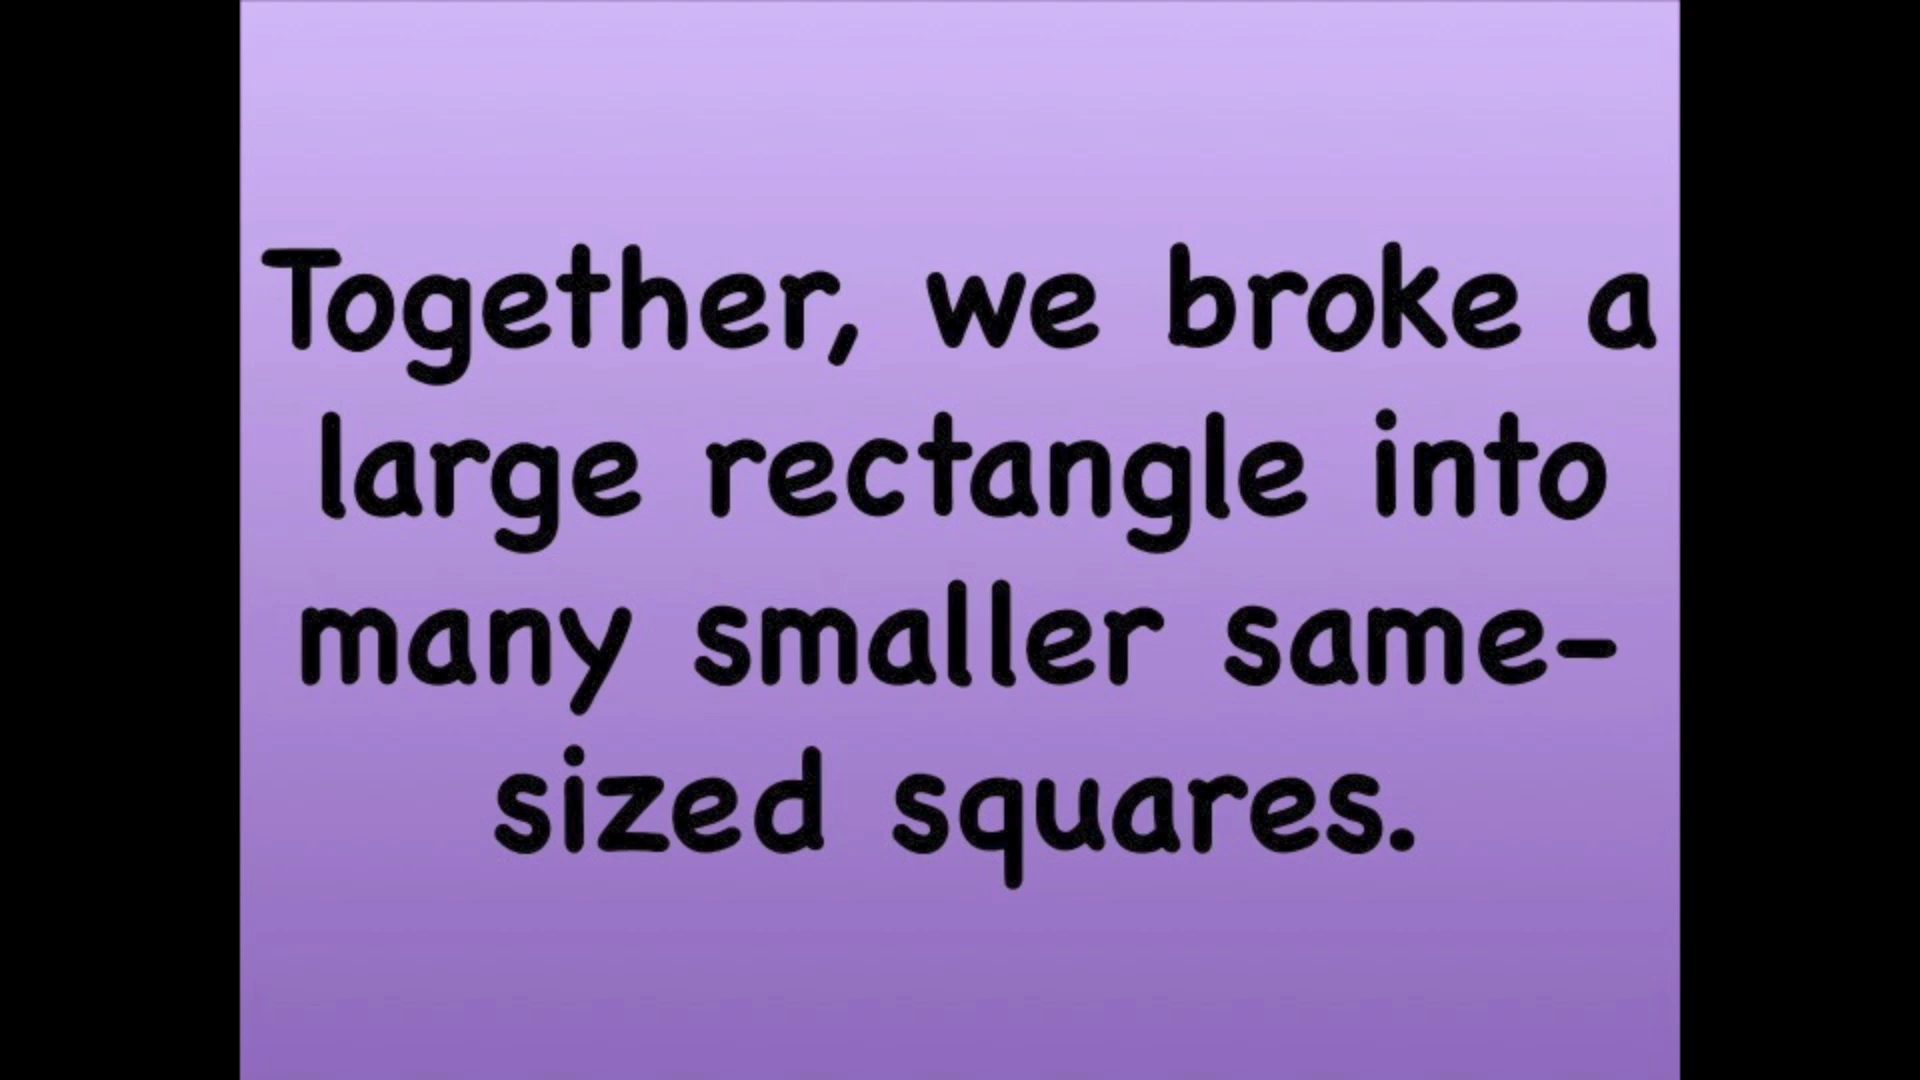 Together, we broke a
large rectangle into
many smaller same-
sized squares.